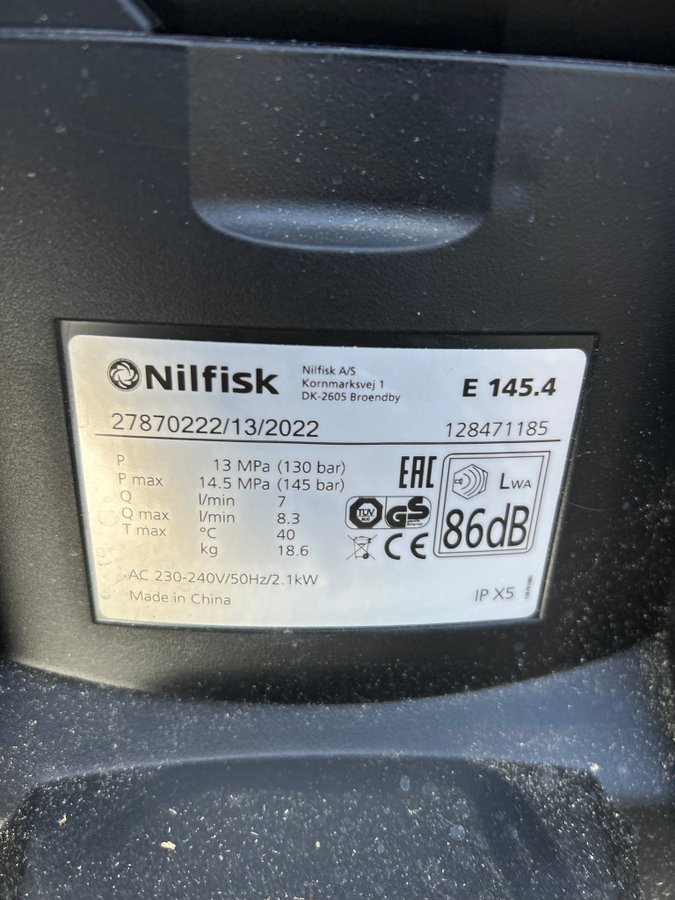 Nilfisk
Nilfisk A/S
Kornmarksvej 1
DK-2605 Broendby
E 145.4
27870222/13/2022
128471185
P 13 MPa (130 bar)
P max 14.5 MPa (145 bar)
Q l/min 7
Q max l/min 8.3
T max °C 40
kg 18.6
EAC
TÜV
GS
CE
LWA
86dB
AC 230-240V/50Hz/2.1kW
Made in China
IP X5